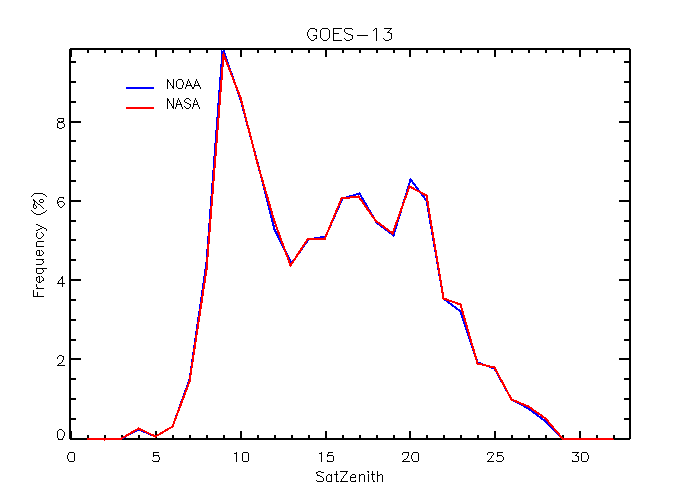 GOES-13
NOAA
NASA
Frequency (%)
8
6
4
2
0
0 5 10 15 20 25 30
SatZenith